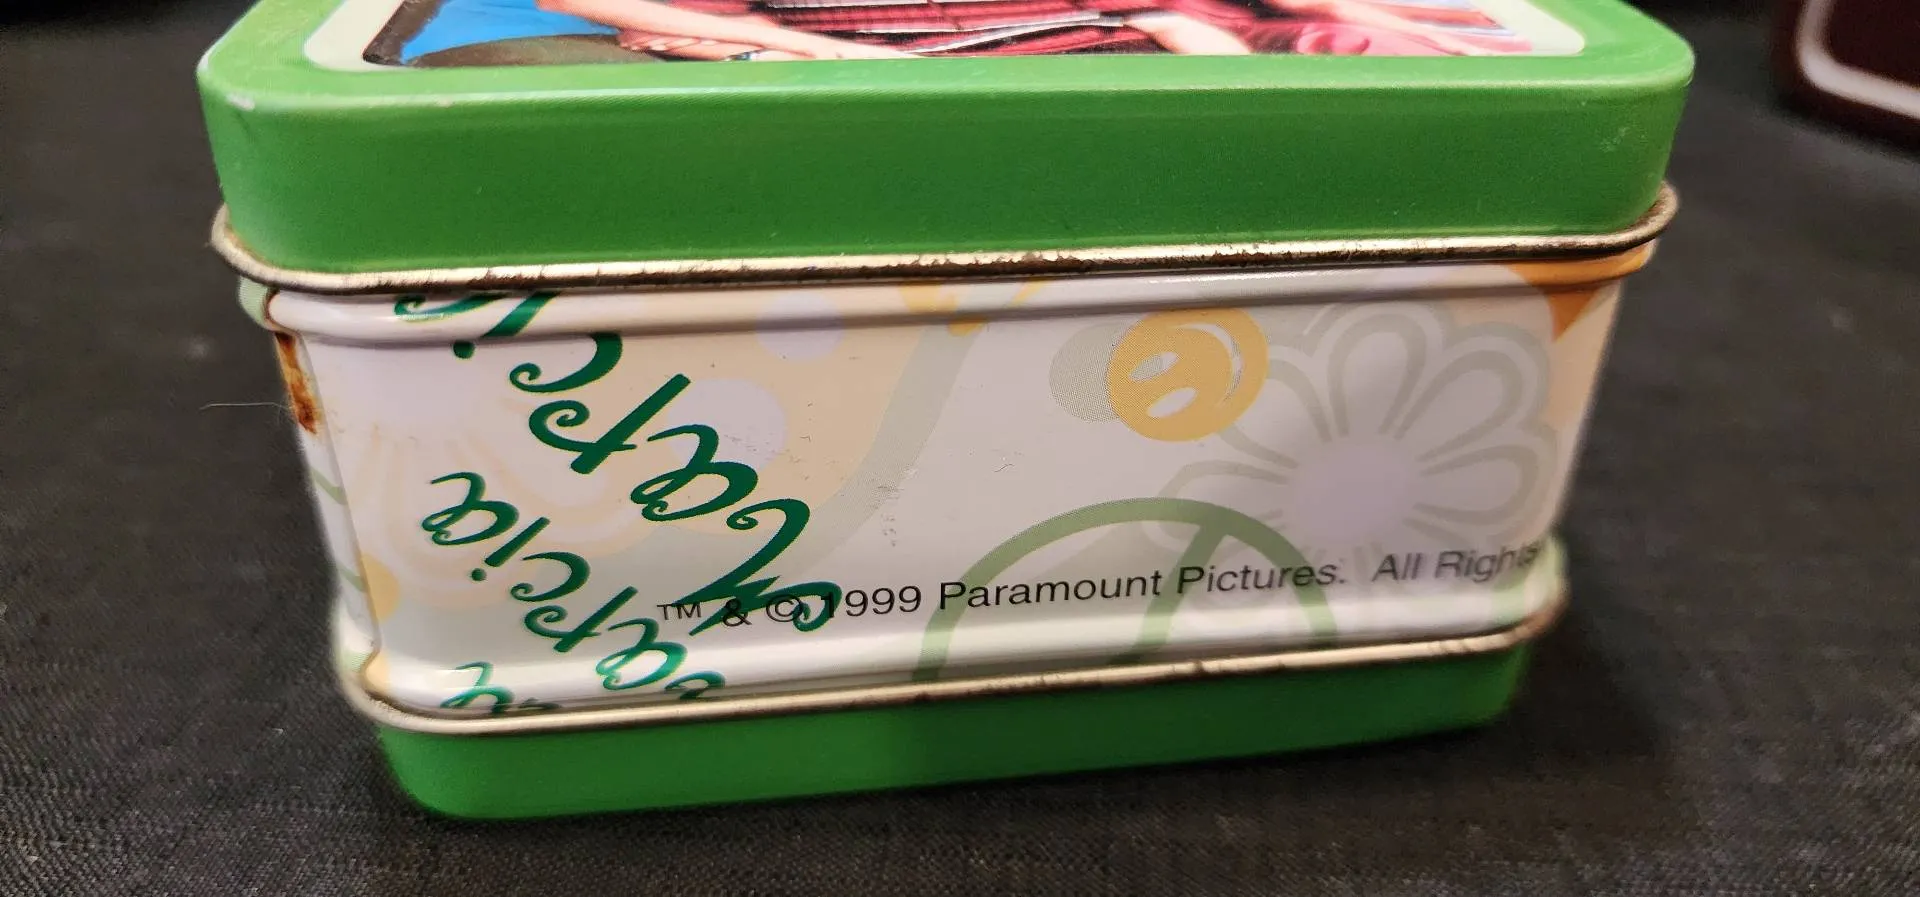 Marcia
Marcia
™ & © 1999 Paramount Pictures. All Rights